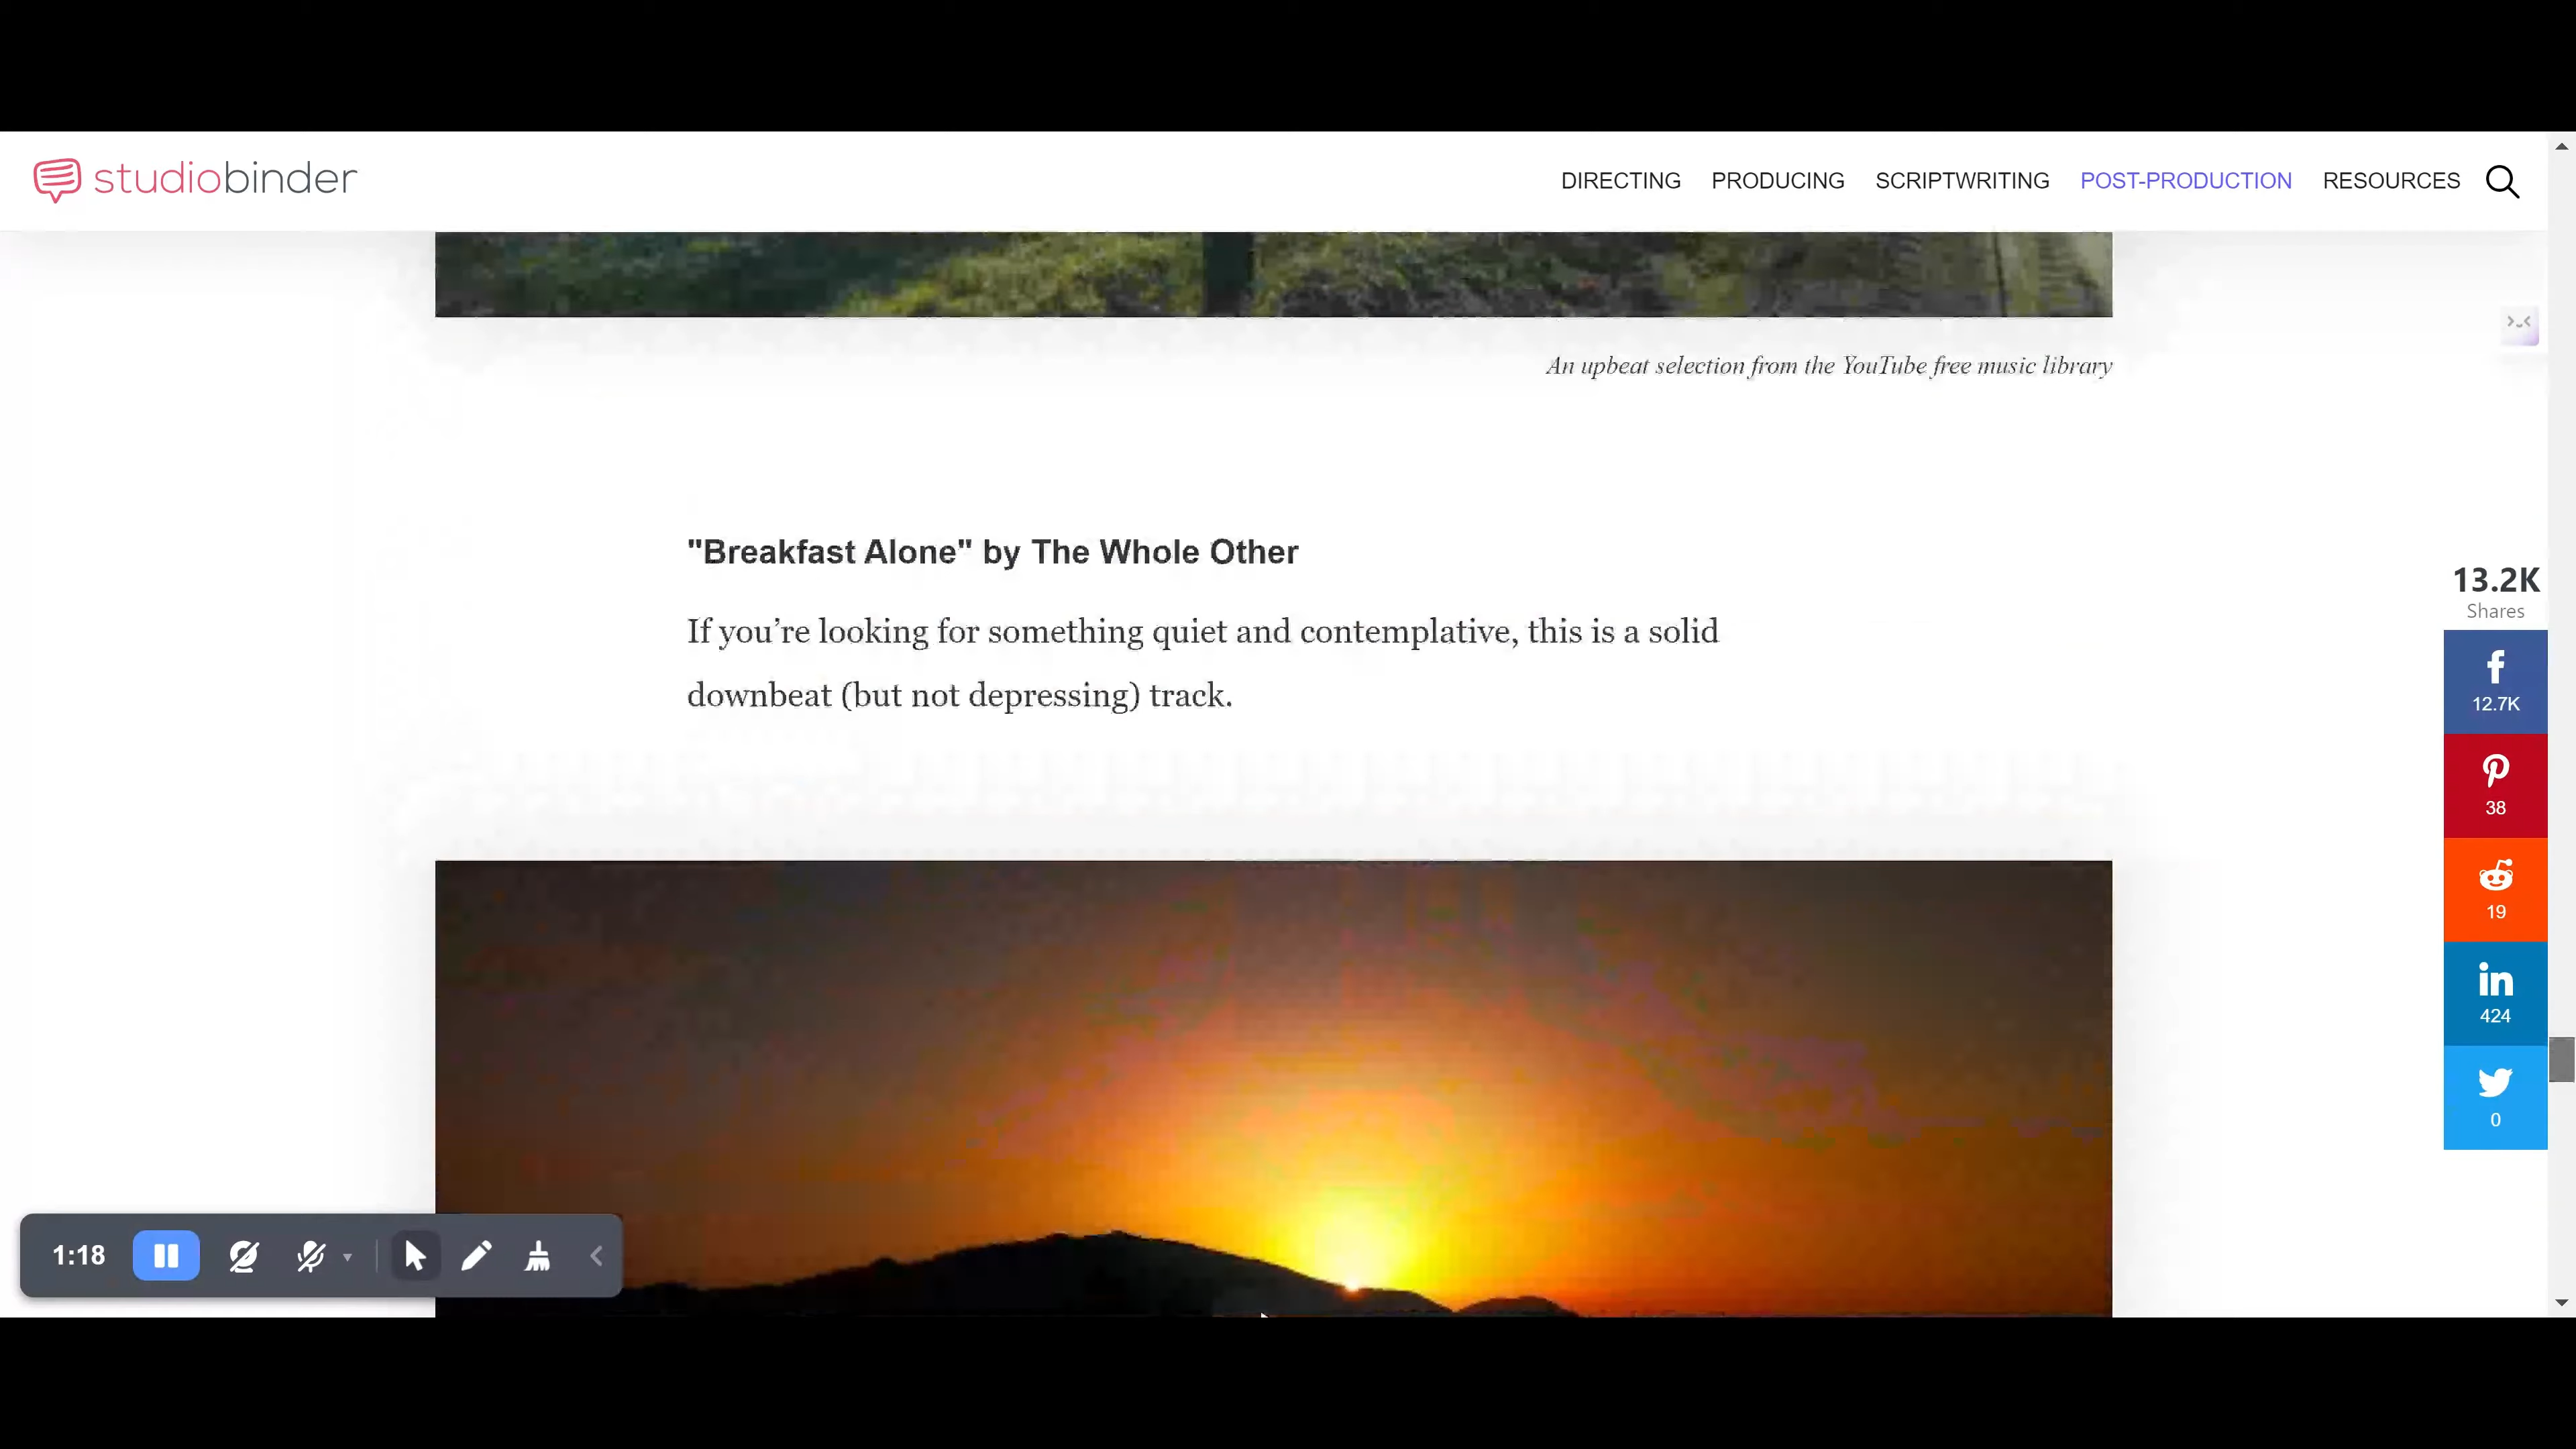 studiobinder
DIRECTING PRODUCING SCRIPTWRITING POST-PRODUCTION RESOURCES
An upbeat selection from the YouTube free music library
"Breakfast Alone" by The Whole Other
If you’re looking for something quiet and contemplative, this is a solid
downbeat (but not depressing) track.
13.2K
Shares
12.7K
38
19
in
424
0
1:18